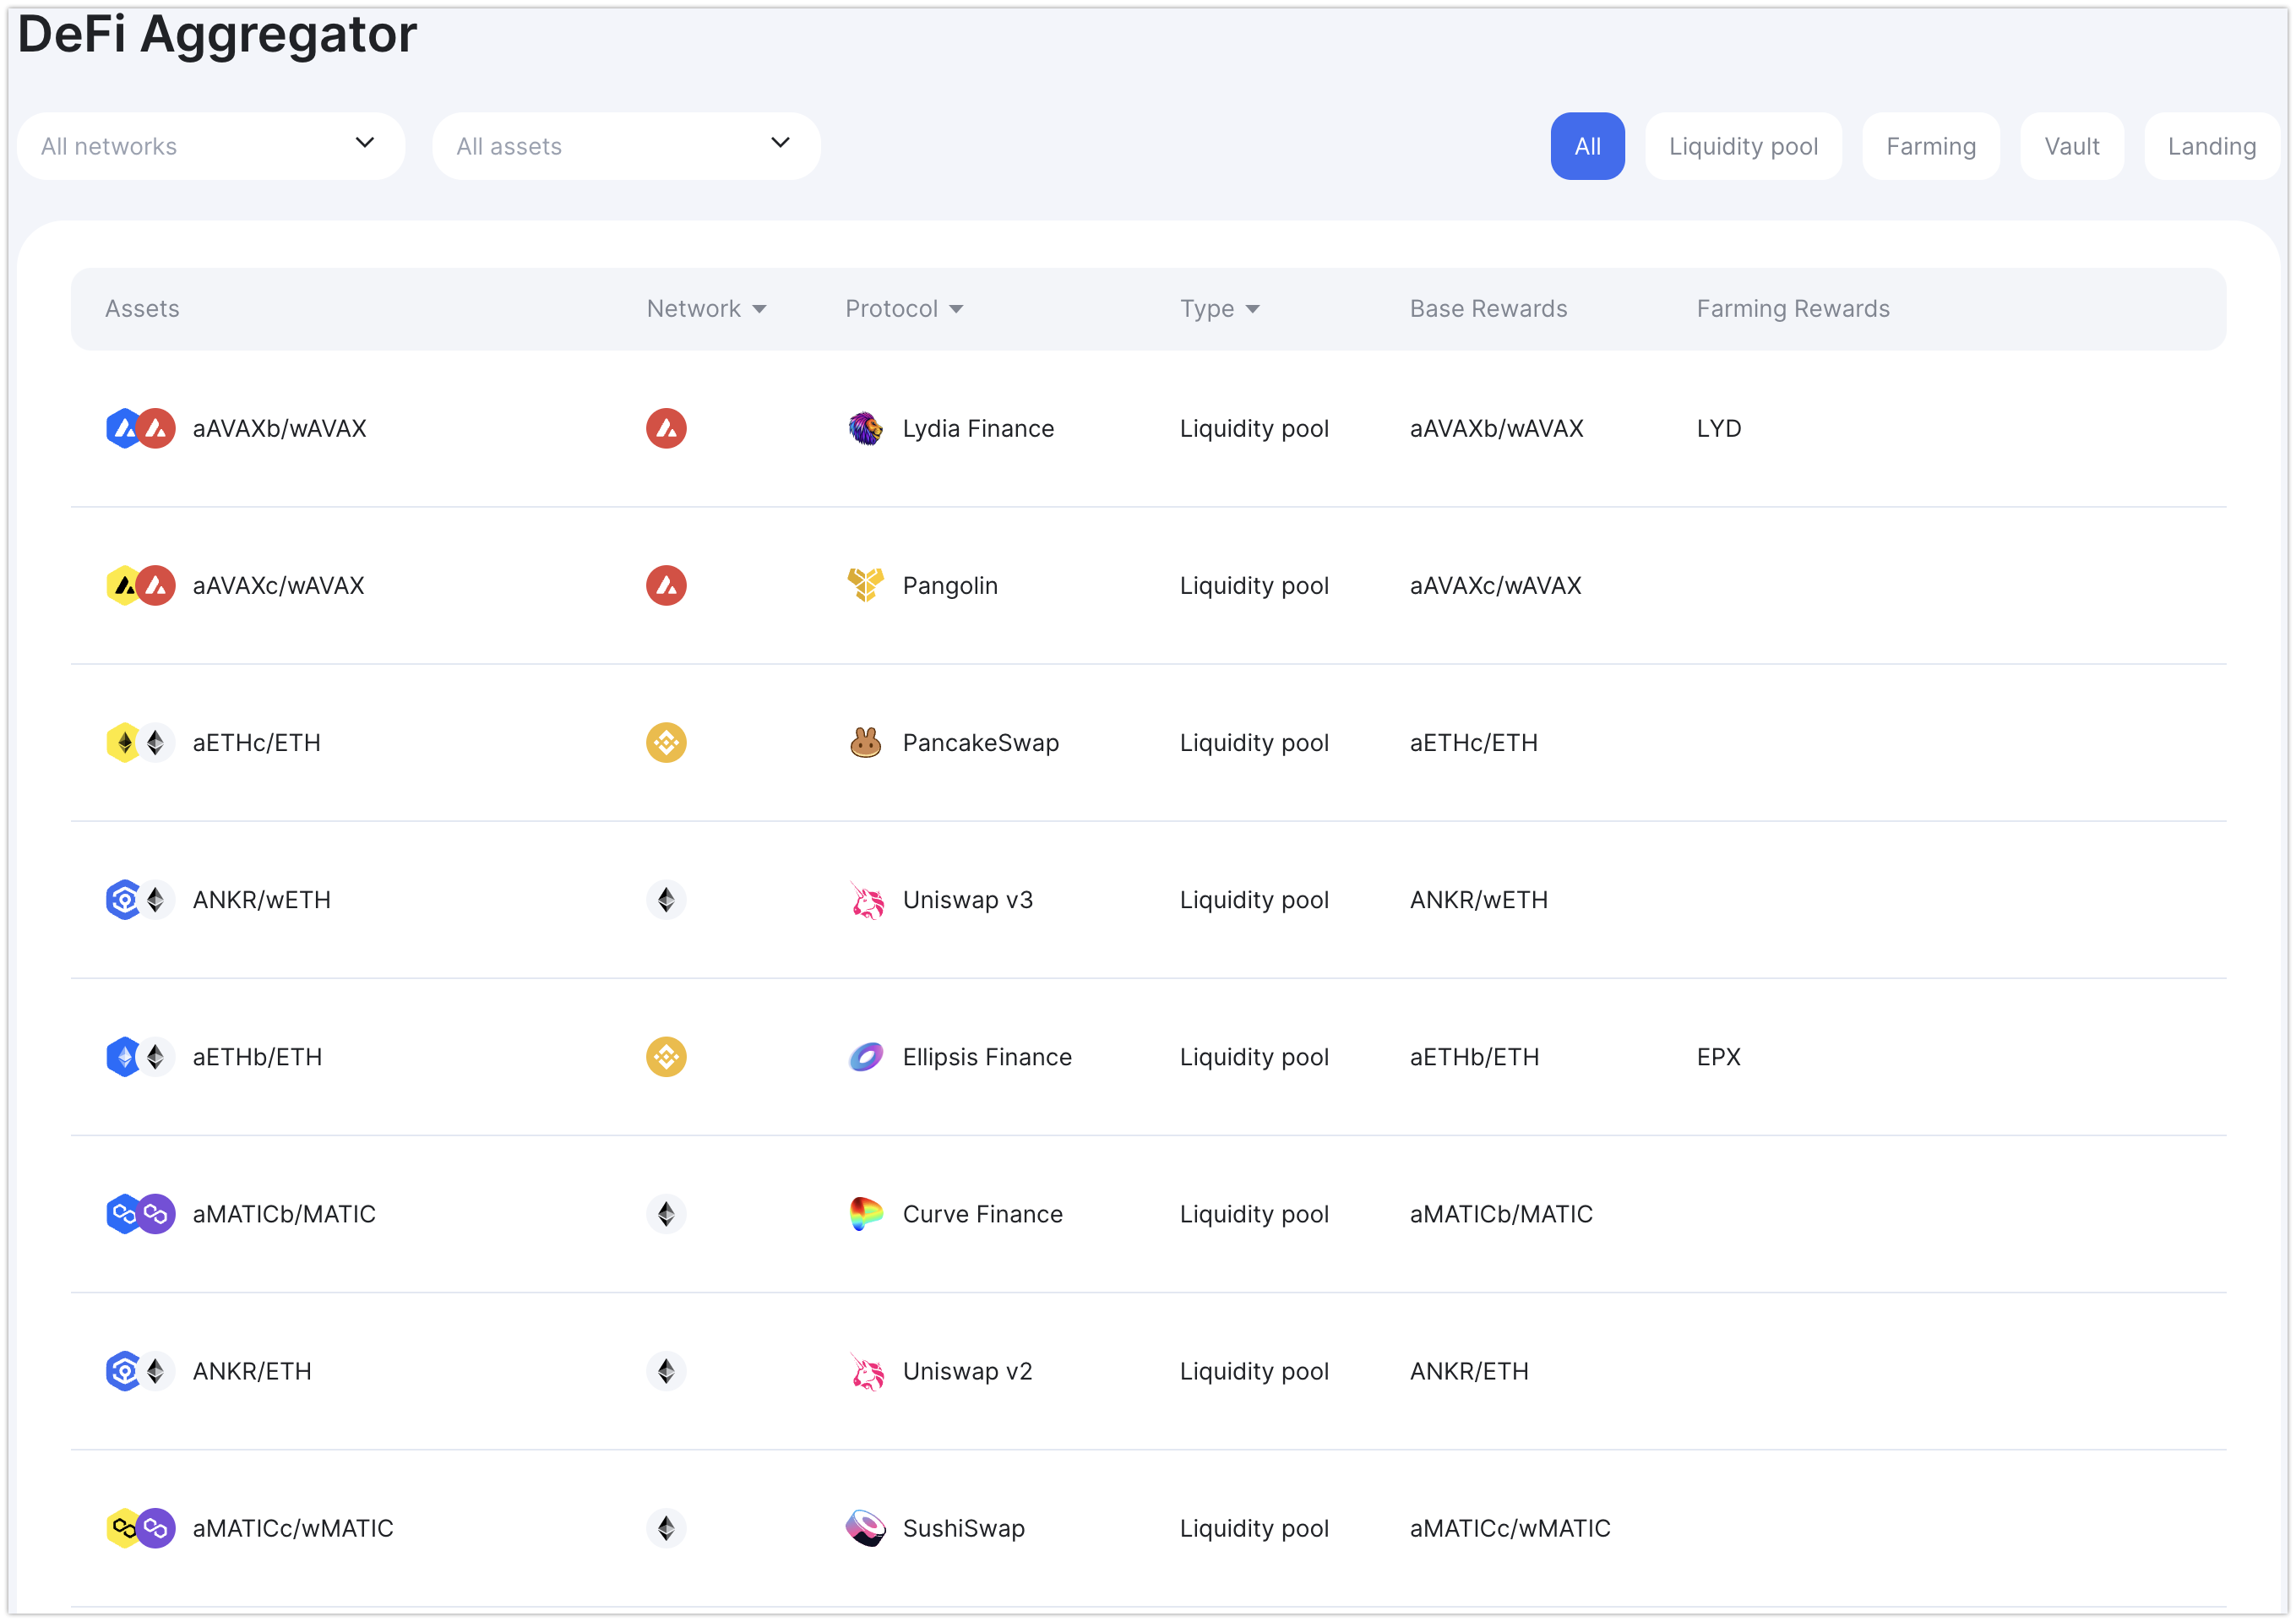 DeFi Aggregator
All networks All assets All Liquidity pool Farming Vault Landing
Assets Network Protocol Type Base Rewards Farming Rewards
aAVAXb/wAVAX Lydia Finance Liquidity pool aAVAXb/wAVAX LYD
aAVAXc/wAVAX Pangolin Liquidity pool aAVAXc/wAVAX
aETHc/ETH PancakeSwap Liquidity pool aETHc/ETH
ANKR/wETH Uniswap v3 Liquidity pool ANKR/wETH
aETHb/ETH Ellipsis Finance Liquidity pool aETHb/ETH EPX
aMATICb/MATIC Curve Finance Liquidity pool aMATICb/MATIC
ANKR/ETH Uniswap v2 Liquidity pool ANKR/ETH
aMATICc/wMATIC SushiSwap Liquidity pool aMATICc/wMATIC